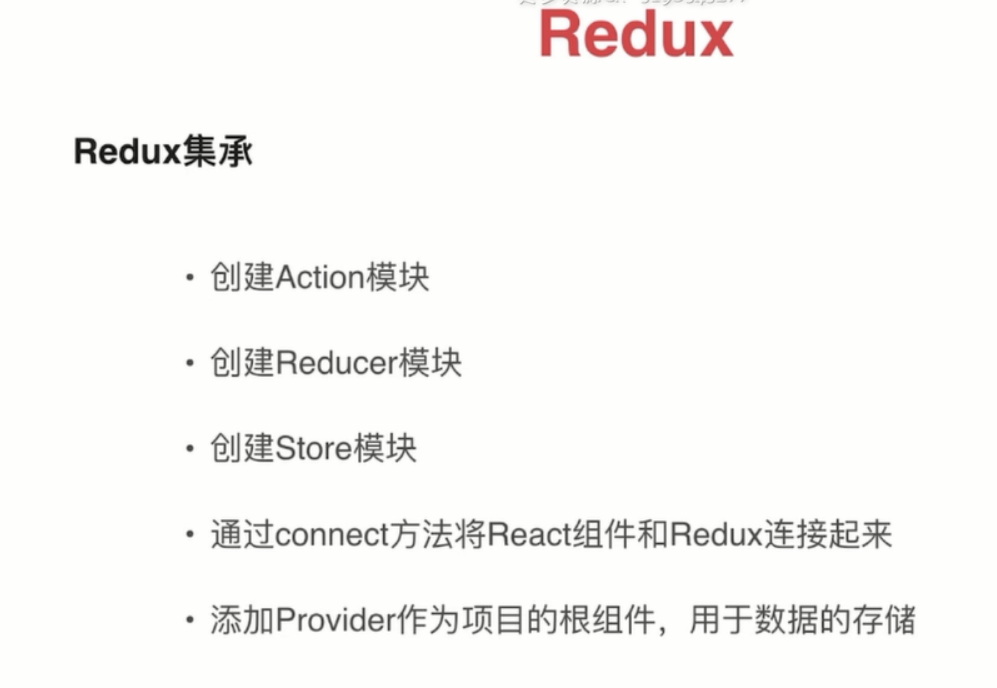 Redux
Redux集承
• 创建Action模块
• 创建Reducer模块
• 创建Store模块
• 通过connect方法将React组件和Redux连接起来
• 添加Provider作为项目的根组件，用于数据的存储